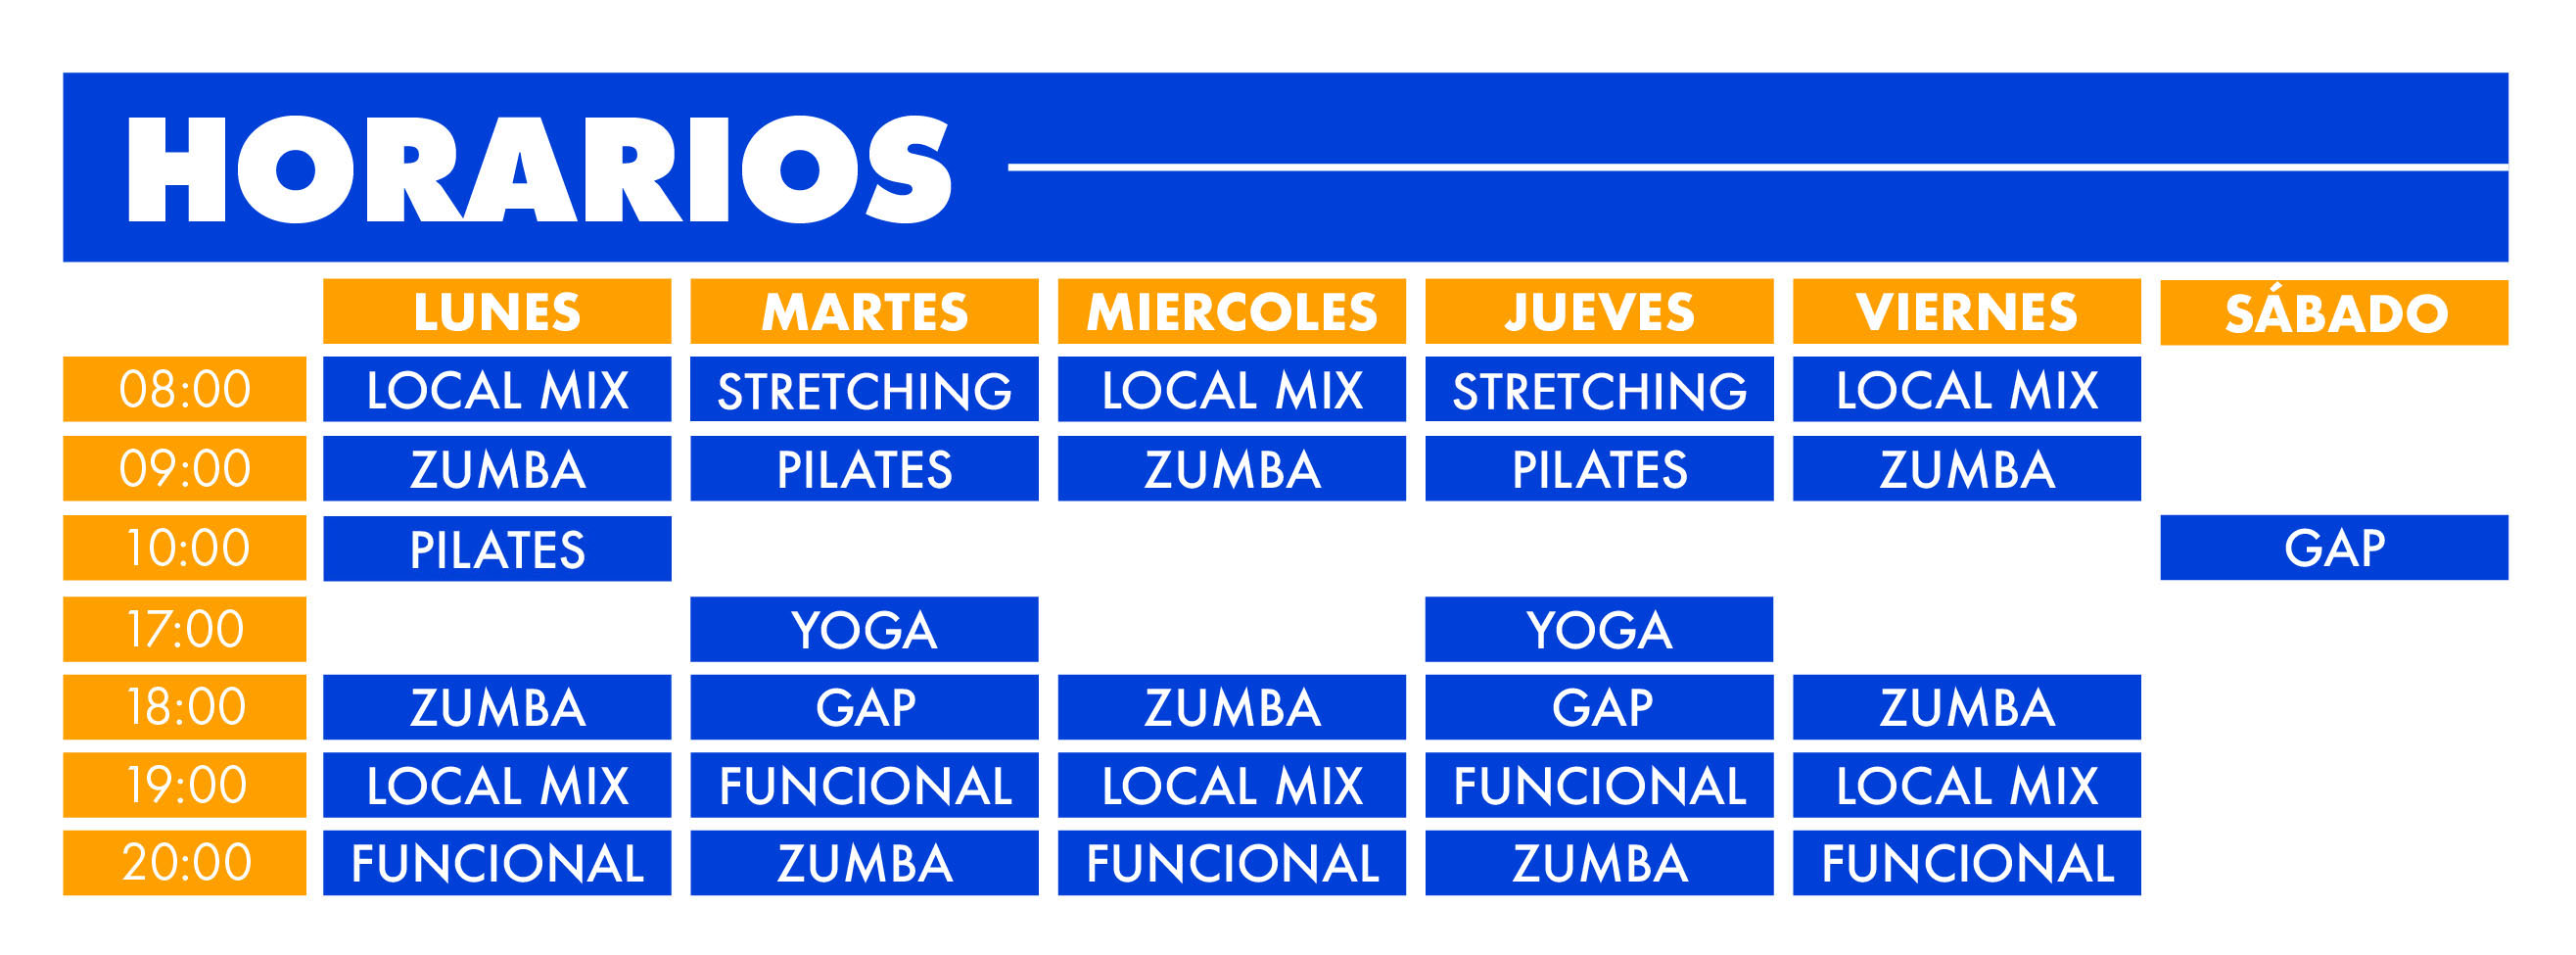 HORARIOS
LUNES MARTES MIERCOLES JUEVES VIERNES SÁBADO
08:00 LOCAL MIX STRETCHING LOCAL MIX STRETCHING LOCAL MIX
09:00 ZUMBA PILATES ZUMBA PILATES ZUMBA
10:00 PILATES GAP
17:00 YOGA YOGA
18:00 ZUMBA GAP ZUMBA GAP ZUMBA
19:00 LOCAL MIX FUNCIONAL LOCAL MIX FUNCIONAL LOCAL MIX
20:00 FUNCIONAL ZUMBA FUNCIONAL ZUMBA FUNCIONAL